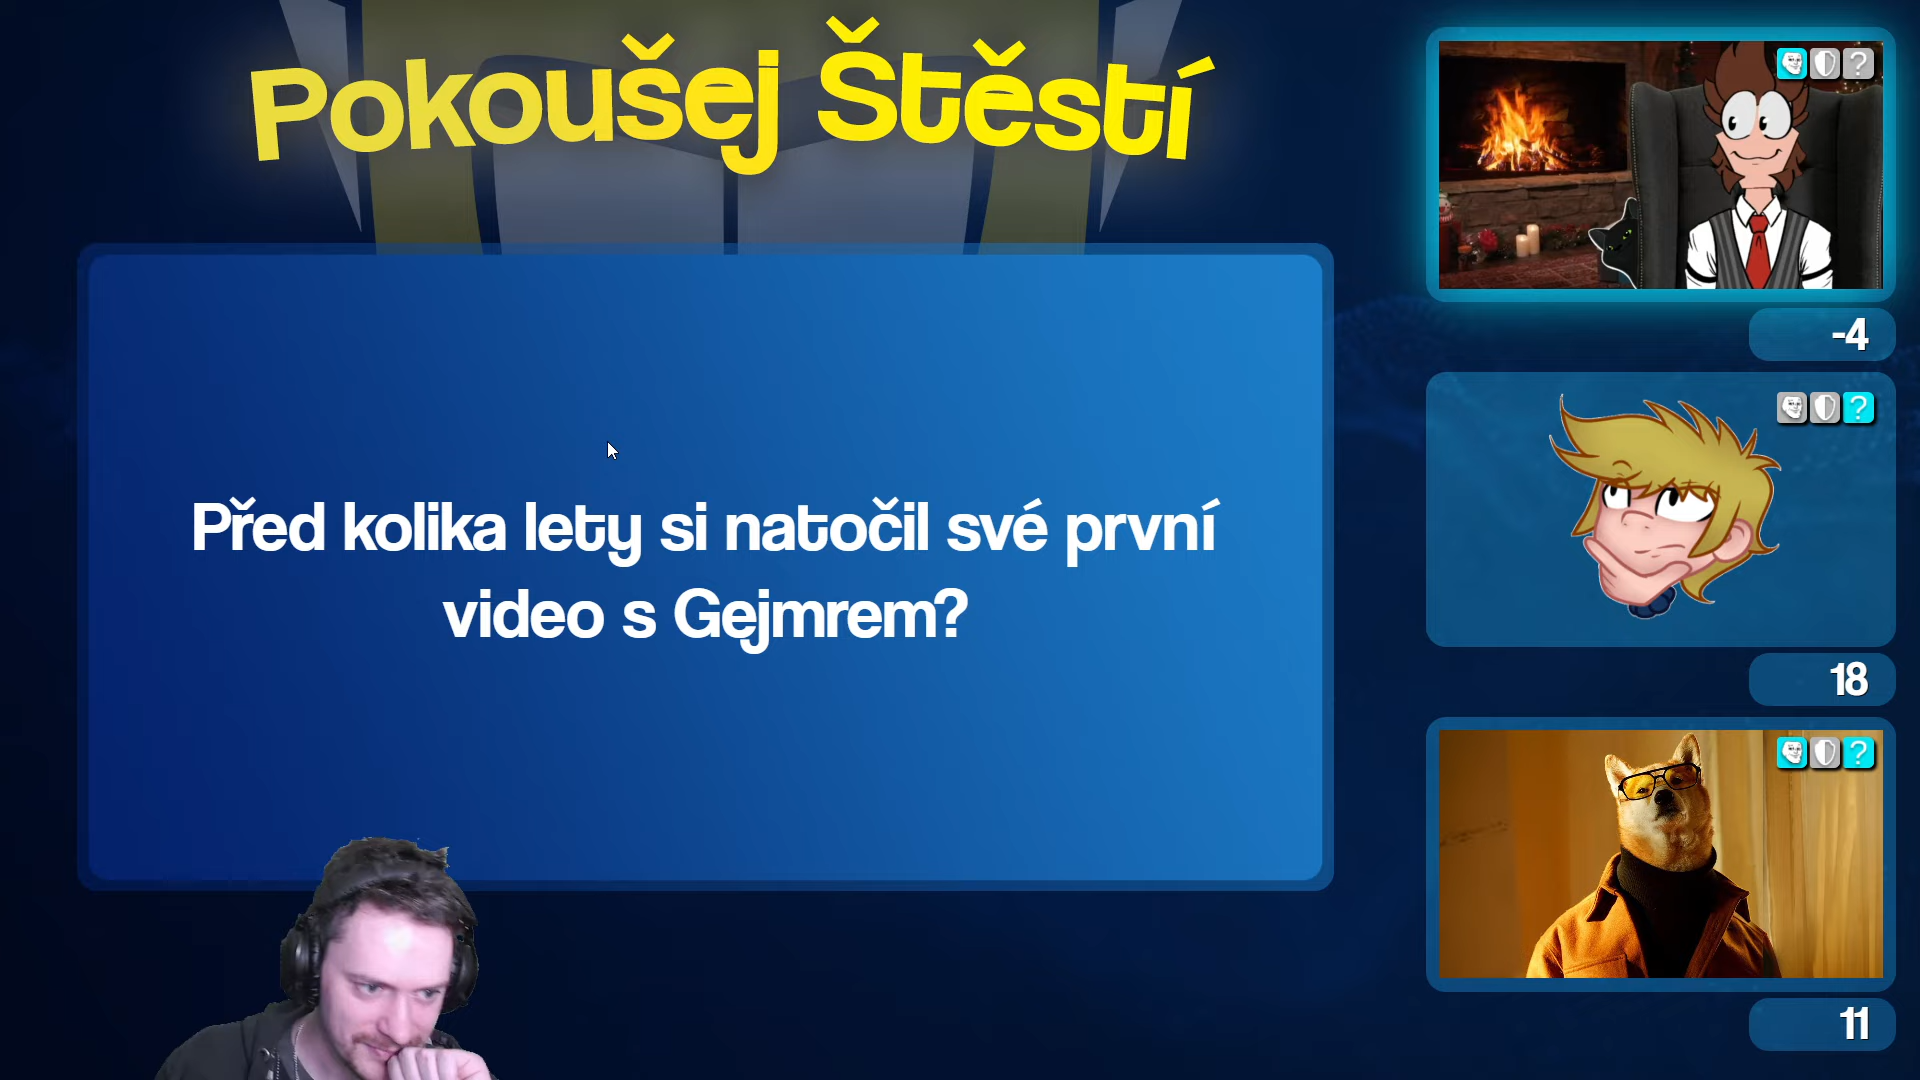 Pokoušej Štěstí
Před kolika lety si natočil své první
video s Gejmrem?
?
-4
?
18
?
11